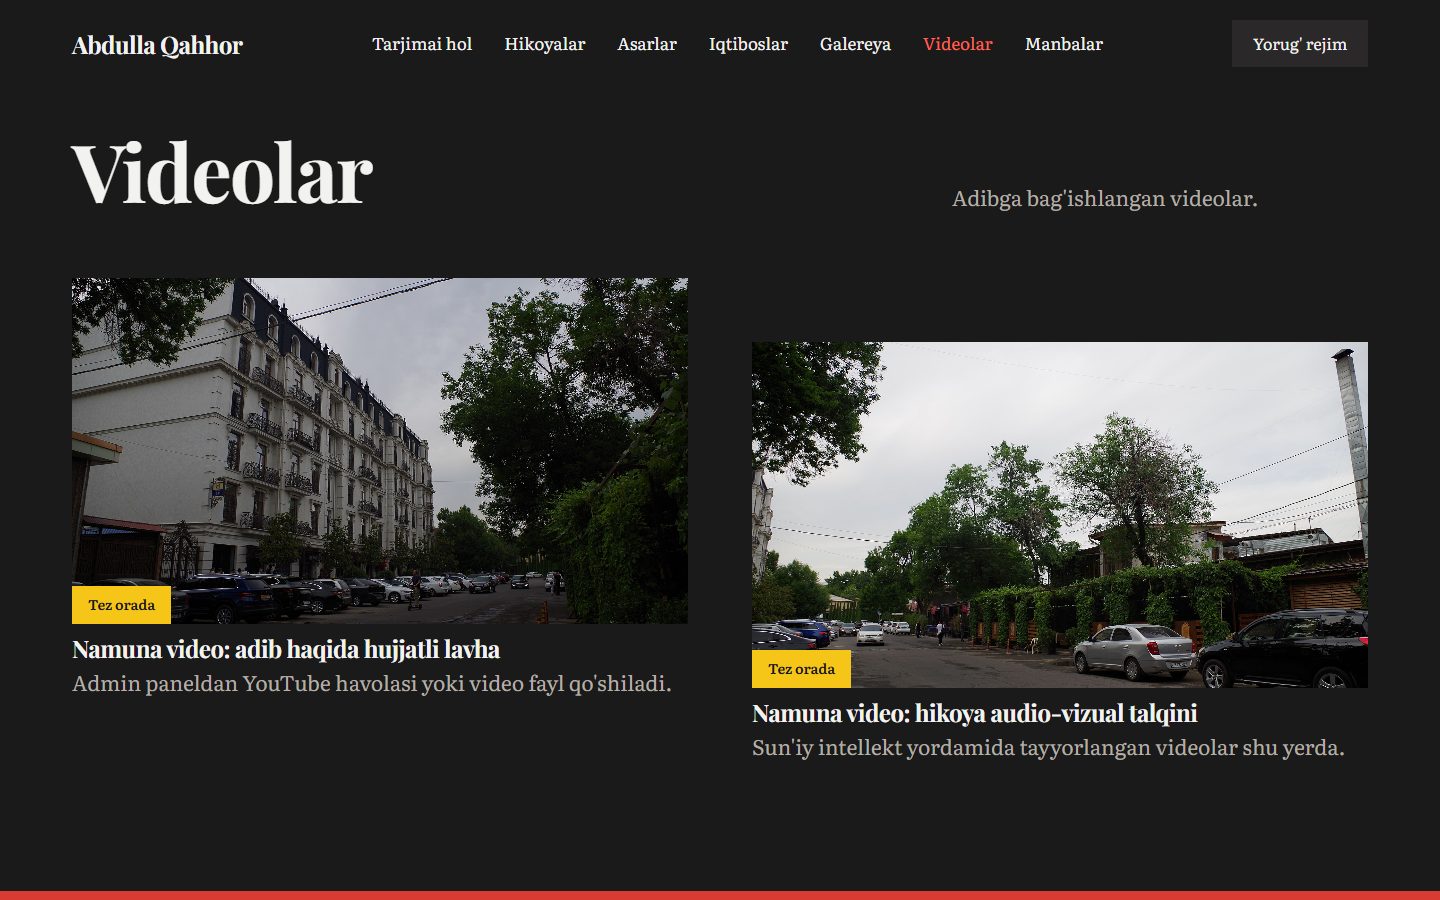 Abdulla Qahhor
Tarjimai hol
Hikoyalar
Asarlar
Iqtiboslar
Galereya
Videolar
Manbalar
Yorug' rejim
Videolar
Adibga bag'ishlangan videolar.
Tez orada
Namuna video: adib haqida hujjatli lavha
Admin paneldan YouTube havolasi yoki video fayl qo'shiladi.
Tez orada
Namuna video: hikoya audio-vizual talqini
Sun'iy intellekt yordamida tayyorlangan videolar shu yerda.